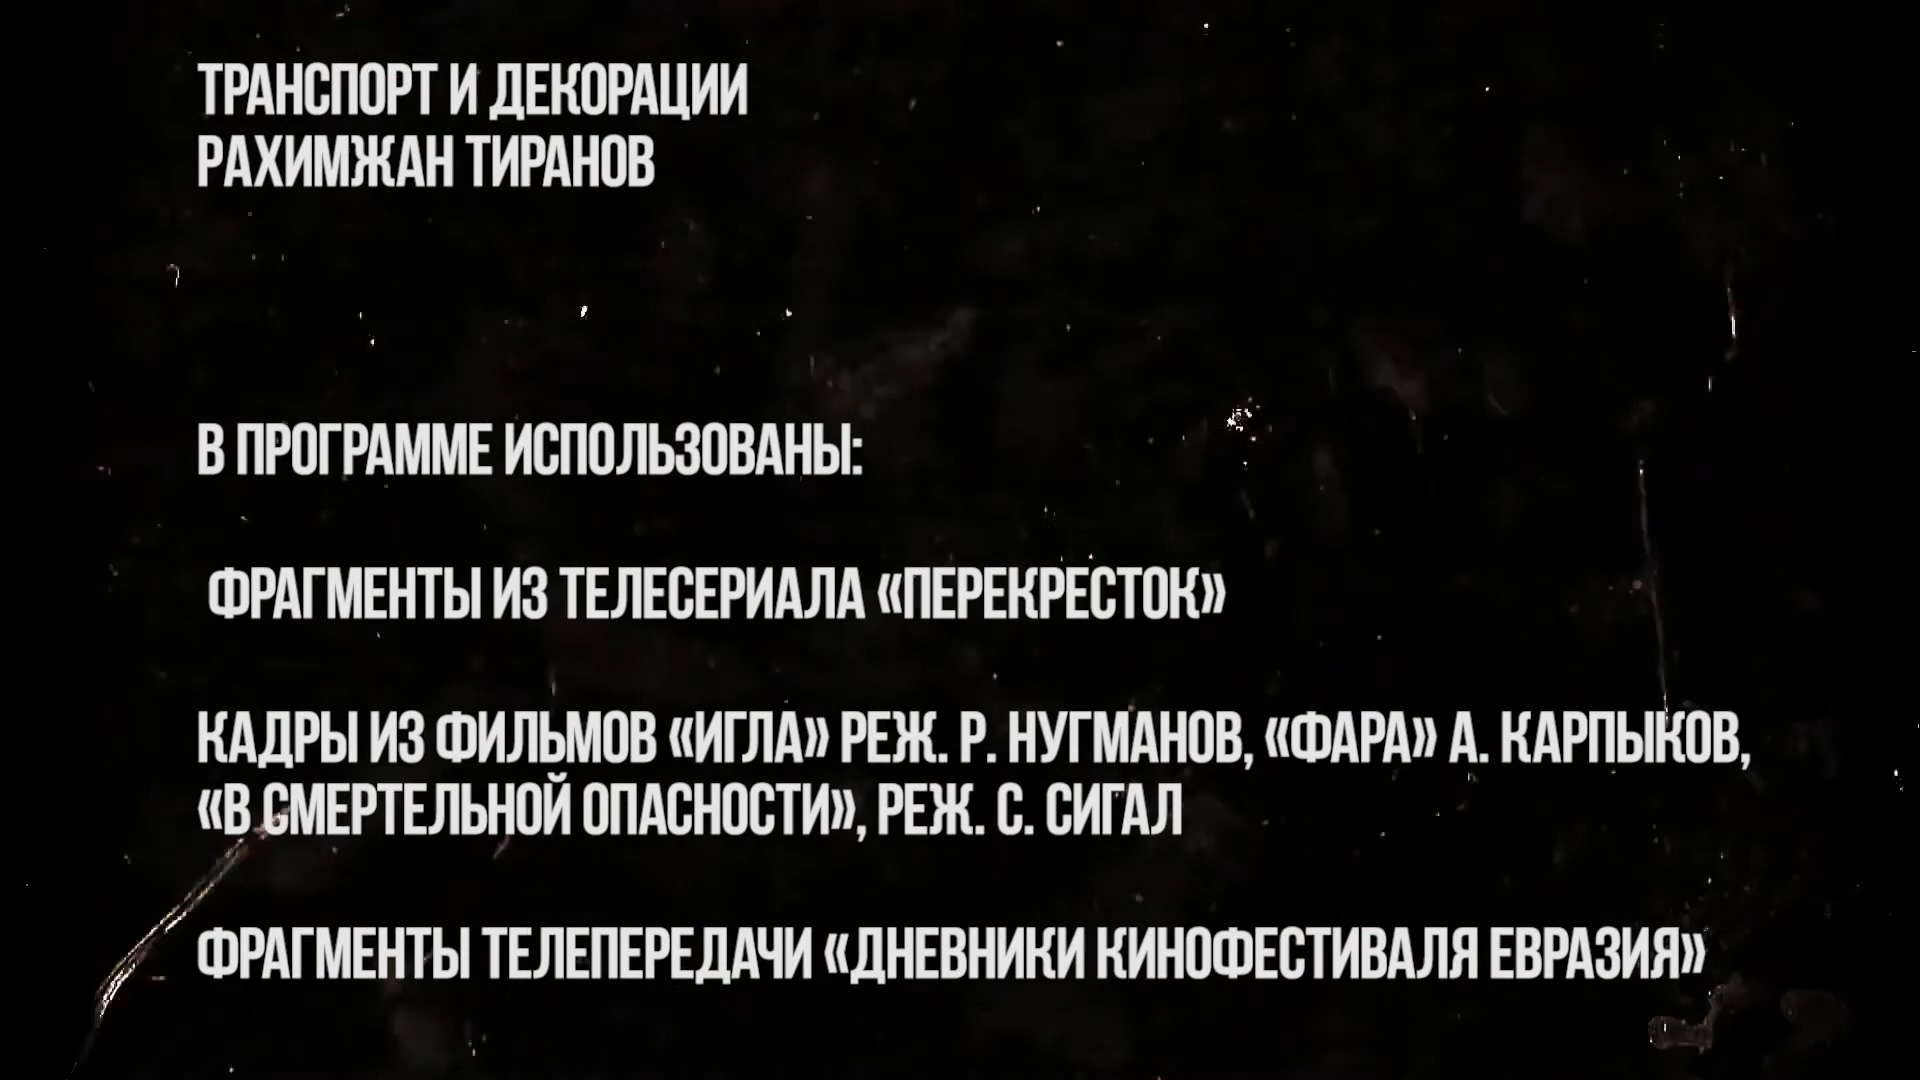 ТРАНСПОРТ И ДЕКОРАЦИИ
РАХИМЖАН ТИРАНОВ
В ПРОГРАММЕ ИСПОЛЬЗОВАНЫ:
ФРАГМЕНТЫ ИЗ ТЕЛЕСЕРИАЛА «ПЕРЕКРЕСТОК»
КАДРЫ ИЗ ФИЛЬМОВ «ИГЛА» РЕЖ. Р. НУГМАНОВ, «ФАРА» А. КАРПЫКОВ,
«В СМЕРТЕЛЬНОЙ ОПАСНОСТИ», РЕЖ. С. СИГАЛ
ФРАГМЕНТЫ ТЕЛЕПЕРЕДАЧИ «ДНЕВНИКИ КИНОФЕСТИВАЛЯ ЕВРАЗИЯ»